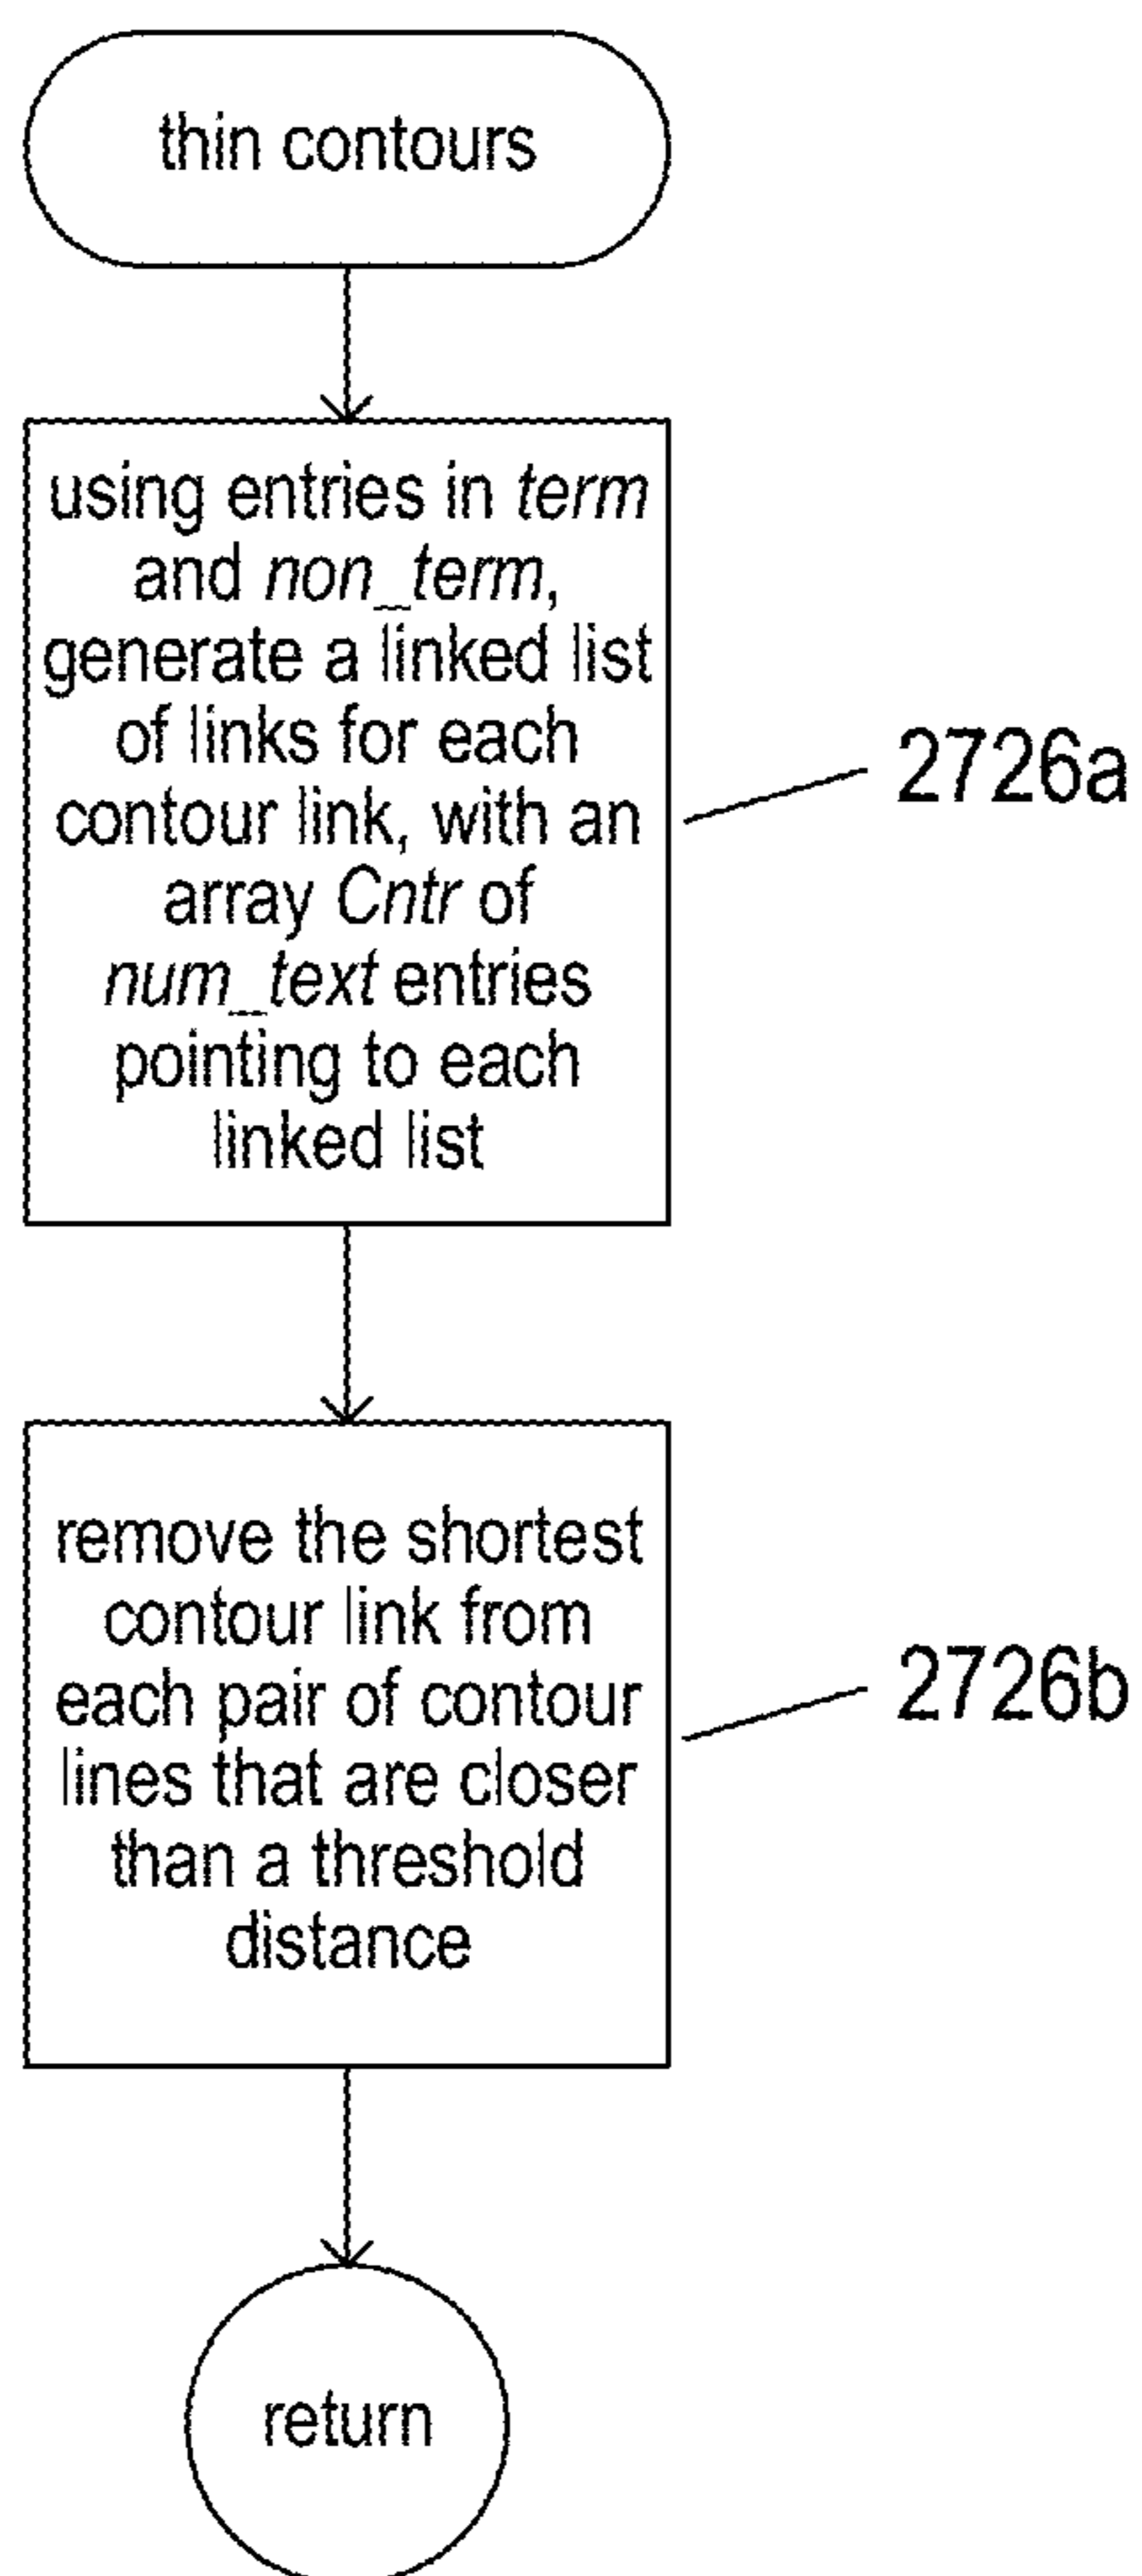 thin contours
using entries in term
and non_term,
generate a linked list
of links for each
contour link, with an
array Cntr of
num_text entries
pointing to each
linked list
2726a
remove the shortest
contour link from
each pair of contour
lines that are closer
than a threshold
distance
2726b
return